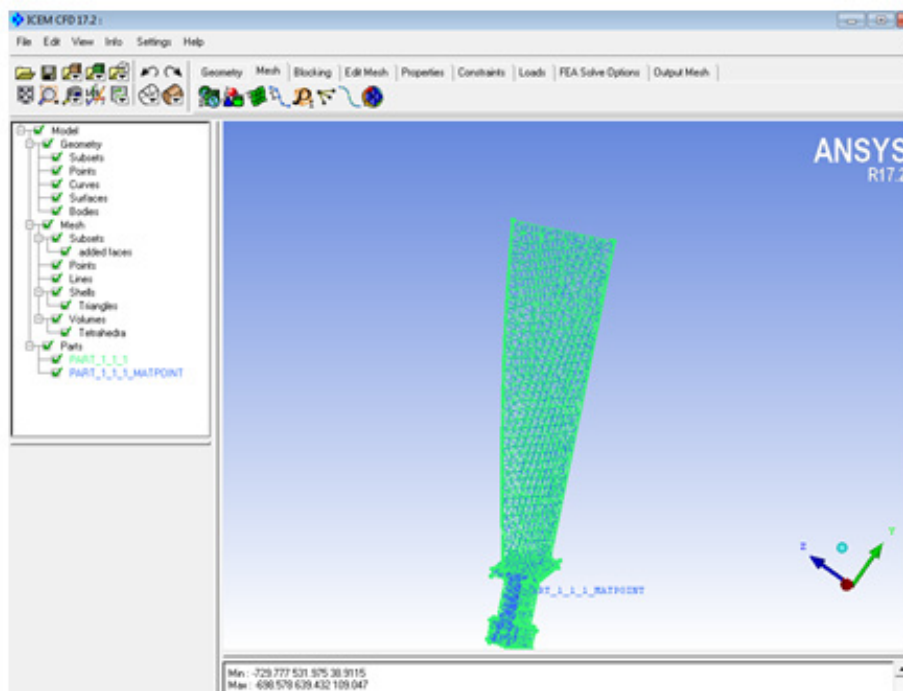 ICEM CFD 17.2 :
File Edit View Info Settings Help
Geometry Mesh Blocking Edit Mesh Properties Constraints Loads FEA Solve Options Output Mesh
Model
Geometry
Subsets
Points
Curves
Surfaces
Bodies
Mesh
Subsets
added faces
Points
Lines
Shells
Triangles
Volumes
Tetrahedra
Parts
PART_1_1_1
PART_1_1_1_MATPOINT
ANSYS
R17.2
Z
Y
ART_1_1_1_MATPOINT
Min : -729.777 531.975 38.9115
Max : -698.578 639.432 109.047